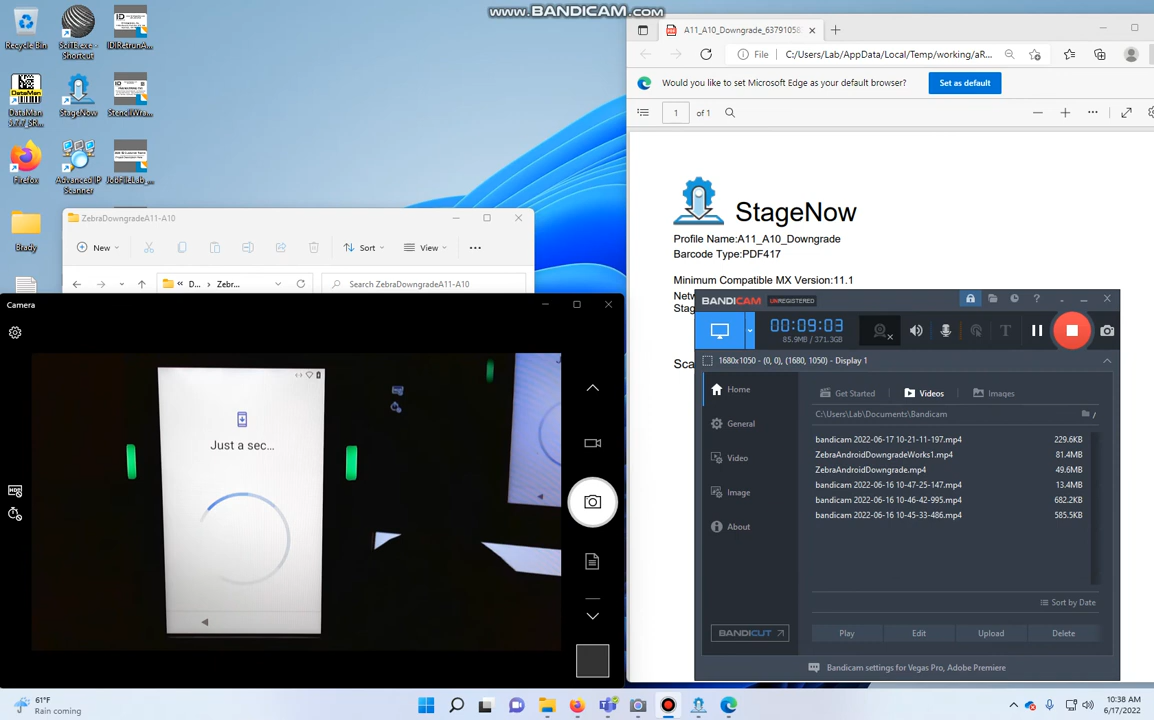 www.BANDICAM.com
Recycle Bin
SciTE.exe - Shortcut
DataMan
StageNow
Firefox
Advanced IP Scanner
Brady
A11_A10_Downgrade_63791058
File
C:/Users/Lab/AppData/Local/Temp/working/aR...
Would you like to set Microsoft Edge as your default browser?
Set as default
1
of 1
StageNow
Profile Name:A11_A10_Downgrade
Barcode Type:PDF417
Minimum Compatible MX Version:11.1
ZebraDowngradeA11-A10
New
Sort
View
D...
Zebr...
Search ZebraDowngradeA11-A10
Camera
Just a sec...
BANDICAM UNREGISTERED
00:09:03
85.9MB / 371.3GB
1680x1050 - (0, 0), (1680, 1050) - Display 1
Home
General
Video
Image
About
BANDICUT
Get Started
Videos
Images
C:\Users\Lab\Documents\Bandicam
bandicam 2022-06-17 10-21-11-197.mp4 229.6KB
ZebraAndroidDowngradeWorks1.mp4 81.4MB
ZebraAndroidDowngrade.mp4 49.6MB
bandicam 2022-06-16 10-47-25-147.mp4 13.4MB
bandicam 2022-06-16 10-46-42-995.mp4 682.2KB
bandicam 2022-06-16 10-45-33-486.mp4 585.5KB
Sort by Date
Play
Edit
Upload
Delete
Bandicam settings for Vegas Pro, Adobe Premiere
61°F
Rain coming
10:38 AM
6/17/2022